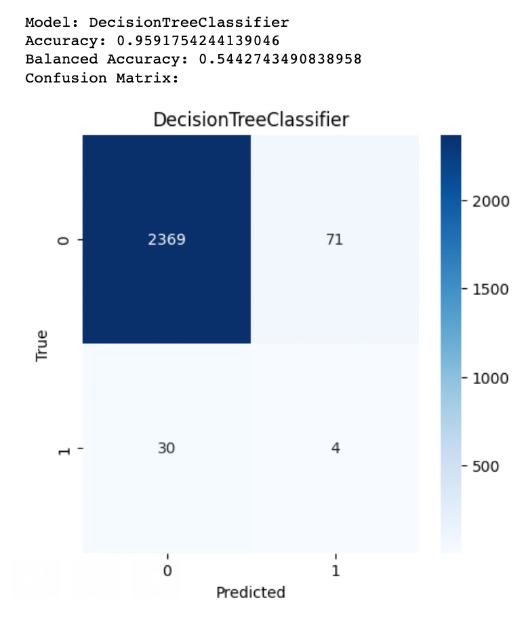 Model: DecisionTreeClassifier
Accuracy: 0.9591754244139046
Balanced Accuracy: 0.5442743490838958
Confusion Matrix:
DecisionTreeClassifier
2369 71
30 4
0
1
True
0 1
Predicted
2000
1500
1000
500